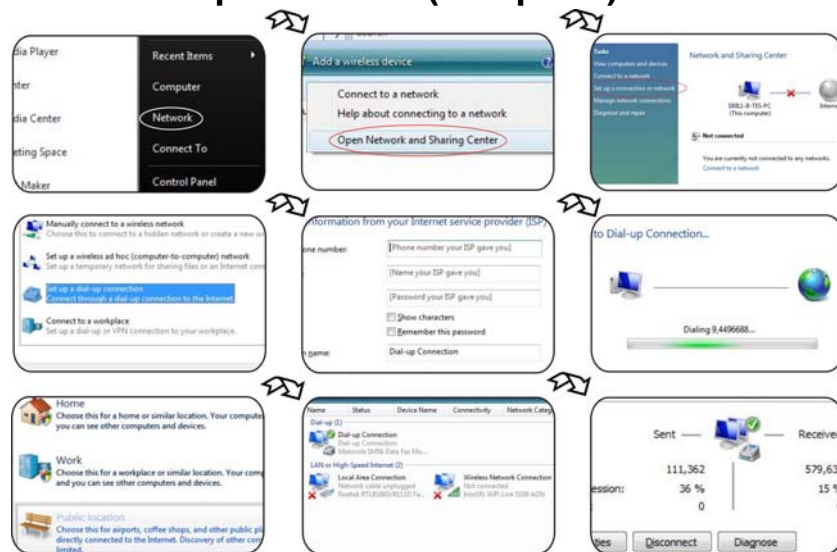 dia Player
Recent Items
Computer
dia Center
Network
eting Space
Connect To
Maker
Control Panel
Add a wireless device
Connect to a network
Help about connecting to a network
Open Network and Sharing Center
Tasks
View computers and devices
Connect to a network
Set up a connection or network
Manage network connections
Diagnose and repair
Network and Sharing Center
(This computer)
Not connected
You are currently not connected to any networks.
Connect to a network
Manually connect to a wireless network
Choose this to connect to a hidden network or create a new
Set up a wireless ad hoc (computer-to-computer) network
Set up a temporary network for sharing files or an Internet
Set up a dial-up connection
Connect through a dial-up connection to the Internet.
Connect to a workplace
Set up a dial-up or VPN connection to your workplace.
nformation from your Internet service provider (ISP)
one number:
[Phone number your ISP gave you]
[Name your ISP gave you]
[Password your ISP gave you]
Show characters
Remember this password
n name:
Dial-up Connection
to Dial-up Connection...
Dialing 9,4496688...
Home
Choose this for a home or similar location. Your compute
you can see other computers and devices.
Work
Choose this for a workplace or similar location. Your comp
and you can see other computers and devices.
Public location
Choose this for airports, coffee shops, and other public pl
directly connected to the Internet. Discovery of other con
limited.
Name Status Device Name Connectivity Network Categ
Dial-up (1)
Dial-up Connection
Dial-up Connection
Motorola SM56 Data Fax Mo...
LAN or High-Speed Internet (2)
Local Area Connection
Network cable unplugged
Wireless Network Connection
Not connected
Intel(R) WiFi Link 5100 AGN
Sent
Receive
111,362
579,63
ession:
36 %
15 %
0
ties
Disconnect
Diagnose